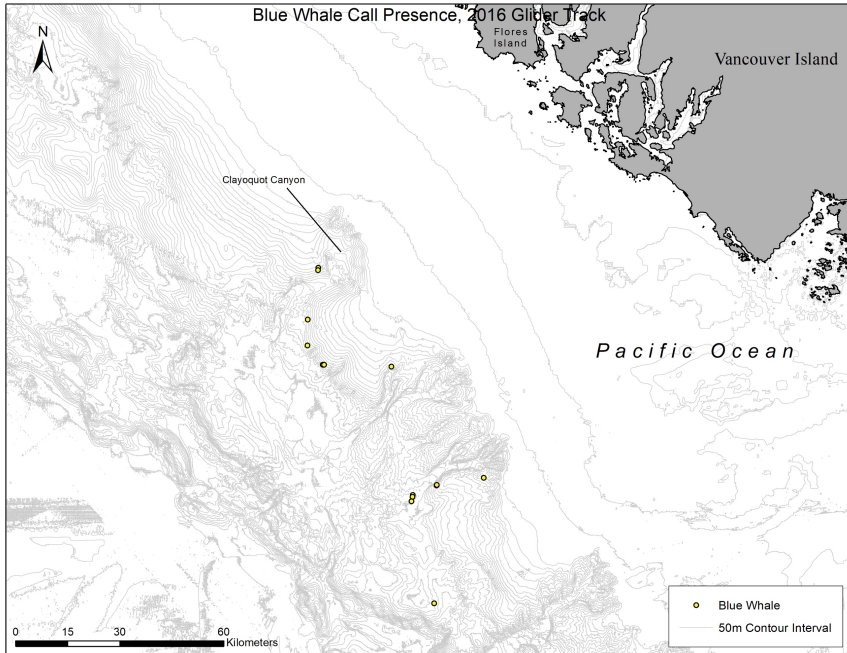 Blue Whale Call Presence, 2016 Glider Track
N
Flores
Island
Vancouver Island
Clayoquot Canyon
Pacific Ocean
Blue Whale
50m Contour Interval
0 15 30 60
Kilometers